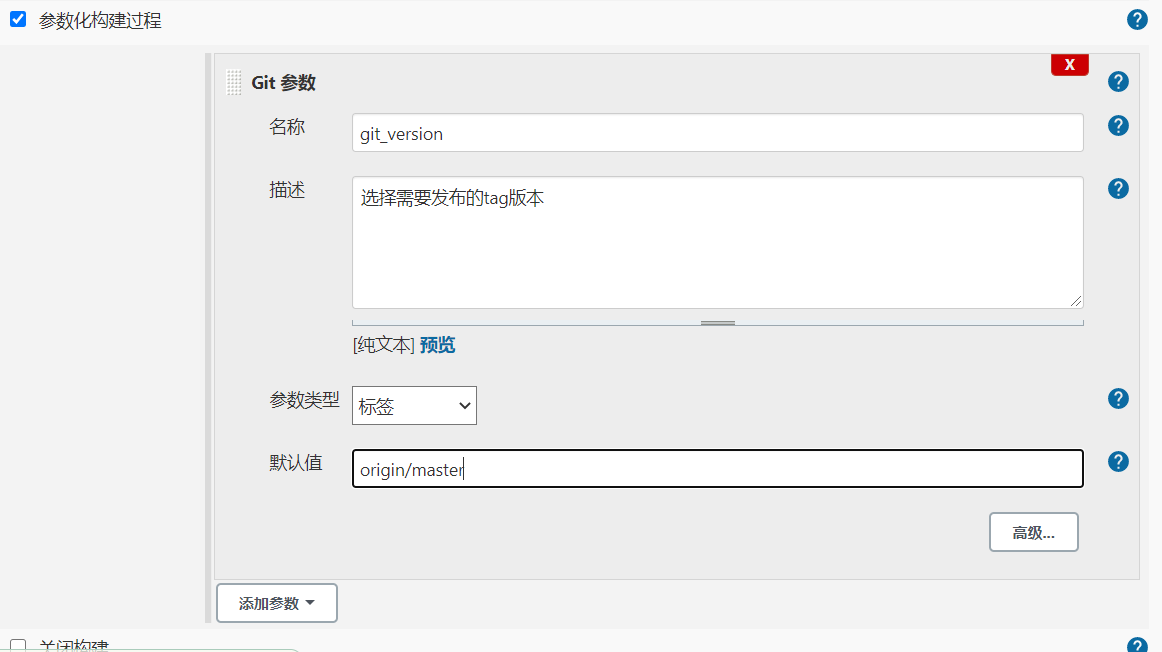 参数化构建过程
X
Git 参数
名称
git_version
描述
选择需要发布的tag版本
[纯文本] 预览
参数类型
标签
默认值
origin/master
高级...
添加参数
关闭构建